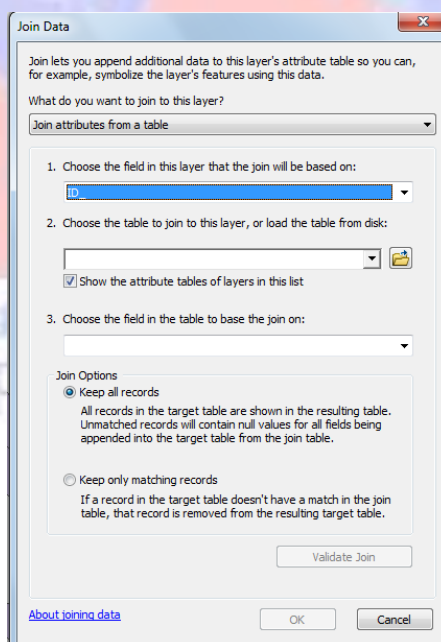 Join Data
Join lets you append additional data to this layer's attribute table so you can,
for example, symbolize the layer's features using this data.
What do you want to join to this layer?
Join attributes from a table
1. Choose the field in this layer that the join will be based on:
ID_
2. Choose the table to join to this layer, or load the table from disk:
Show the attribute tables of layers in this list
3. Choose the field in the table to base the join on:
Join Options
Keep all records
All records in the target table are shown in the resulting table.
Unmatched records will contain null values for all fields being
appended into the target table from the join table.
Keep only matching records
If a record in the target table doesn't have a match in the join
table, that record is removed from the resulting target table.
Validate Join
About joining data
OK
Cancel